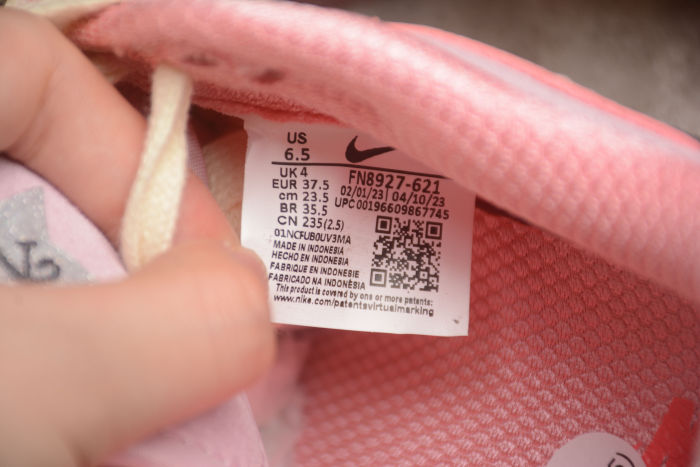 US
6.5
UK 4
EUR 37.5
cm 23.5
BR 35.5
CN 235(2.5)
FN8927-621
02/01/23 | 04/10/23
UPC 00196609867745
01NCFUB0UV3MA
MADE IN INDONESIA
HECHO EN INDONESIA
FABRIQUE EN INDONESIE
FABRICADO NA INDONÉSIA
This product is covered by one or more patents:
www.nike.com/patentsvirtualmarking